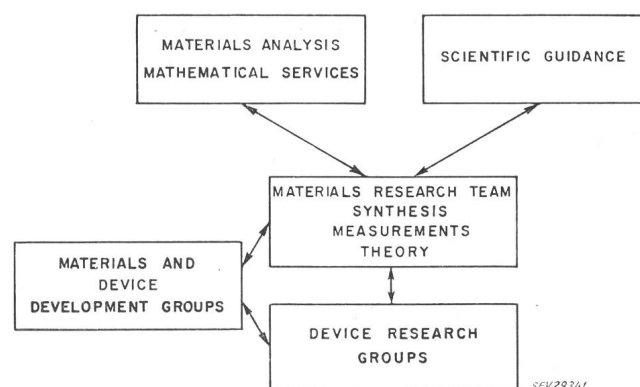 MATERIALS ANALYSIS
MATHEMATICAL SERVICES
SCIENTIFIC GUIDANCE
MATERIALS RESEARCH TEAM
SYNTHESIS
MEASUREMENTS
THEORY
MATERIALS AND
DEVICE
DEVELOPMENT GROUPS
DEVICE RESEARCH
GROUPS
SEV29341